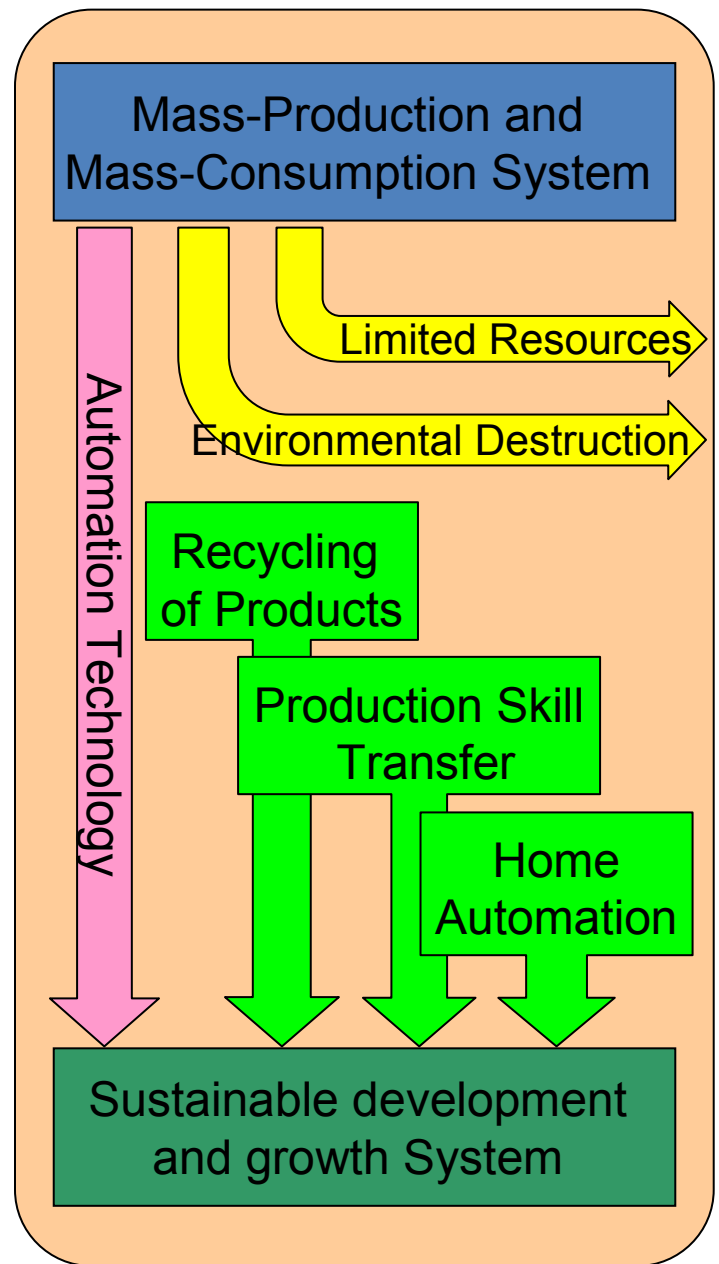 Mass-Production and
Mass-Consumption System
Limited Resources
Environmental Destruction
Automation Technology
Recycling
of Products
Production Skill
Transfer
Home
Automation
Sustainable development
and growth System